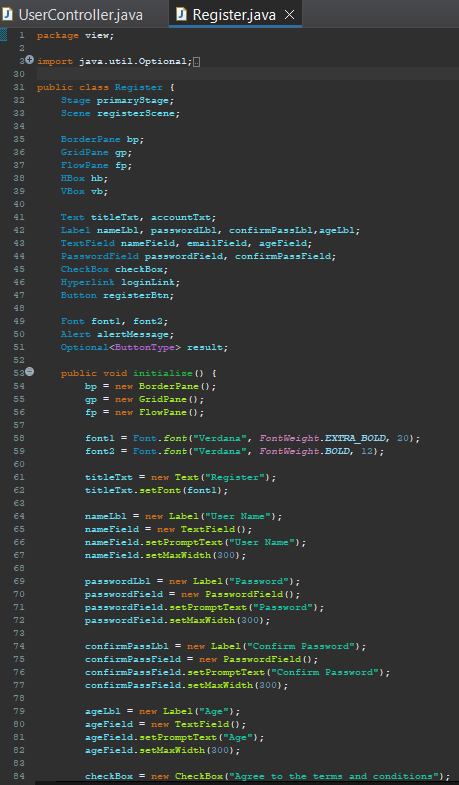 UserController.java Register.java
1 package view;
2
3 import java.util.Optional;
30
31 public class Register {
32 Stage primaryStage;
33 Scene registerScene;
34
35 BorderPane bp;
36 GridPane gp;
37 FlowPane fp;
38 HBox hb;
39 VBox vb;
40
41 Text titleTxt, accountTxt;
42 Label nameLbl, passwordLbl, confirmPassLbl,ageLbl;
43 TextField nameField, emailField, ageField;
44 PasswordField passwordField, confirmPassField;
45 CheckBox checkBox;
46 Hyperlink loginLink;
47 Button registerBtn;
48
49 Font font1, font2;
50 Alert alertMessage;
51 Optional<ButtonType> result;
52
53 public void initialize() {
54 bp = new BorderPane();
55 gp = new GridPane();
56 fp = new FlowPane();
57
58 font1 = Font.font("Verdana", FontWeight.EXTRA_BOLD, 20);
59 font2 = Font.font("Verdana", FontWeight.BOLD, 12);
60
61 titleTxt = new Text("Register");
62 titleTxt.setFont(font1);
63
64 nameLbl = new Label("User Name");
65 nameField = new TextField();
66 nameField.setPromptText("User Name");
67 nameField.setMaxWidth(300);
68
69 passwordLbl = new Label("Password");
70 passwordField = new PasswordField();
71 passwordField.setPromptText("Password");
72 passwordField.setMaxWidth(300);
73
74 confirmPassLbl = new Label("Confirm Password");
75 confirmPassField = new PasswordField();
76 confirmPassField.setPromptText("Confirm Password");
77 confirmPassField.setMaxWidth(300);
78
79 ageLbl = new Label("Age");
80 ageField = new TextField();
81 ageField.setPromptText("Age");
82 ageField.setMaxWidth(300);
83
84 checkBox = new CheckBox("Agree to the terms and conditions");